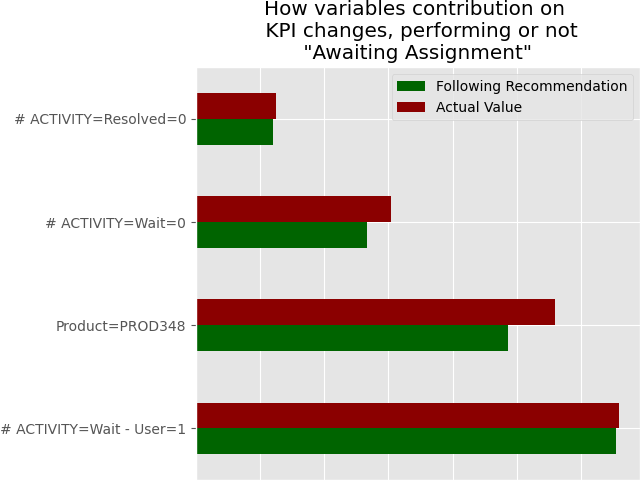 How variables contribution on
KPI changes, performing or not
"Awaiting Assignment"
Following Recommendation
Actual Value
# ACTIVITY=Resolved=0
# ACTIVITY=Wait=0
Product=PROD348
# ACTIVITY=Wait - User=1